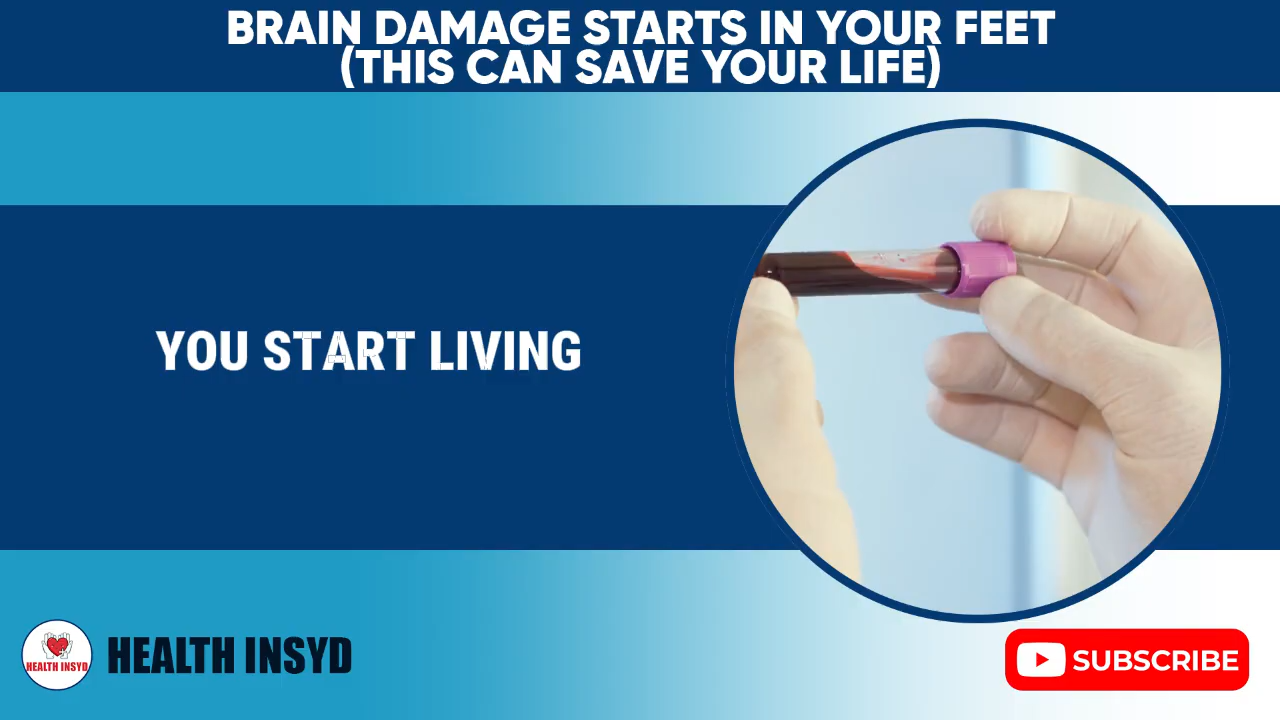 BRAIN DAMAGE STARTS IN YOUR FEET
(THIS CAN SAVE YOUR LIFE)
YOU START LIVING
HEALTH INSYD
HEALTH INSYD
SUBSCRIBE